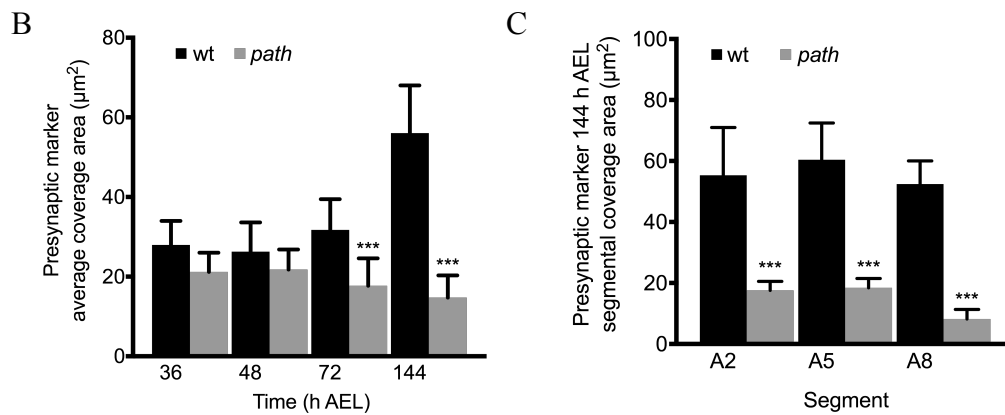 B
Presynaptic marker
average coverage area (µm²)
80
60
40
20
0
wt
path
***
***
36 48 72 144
Time (h AEL)
C
Presynaptic marker 144 h AEL
segmental coverage area (µm²)
100
80
60
40
20
0
wt
path
***
***
***
A2 A5 A8
Segment